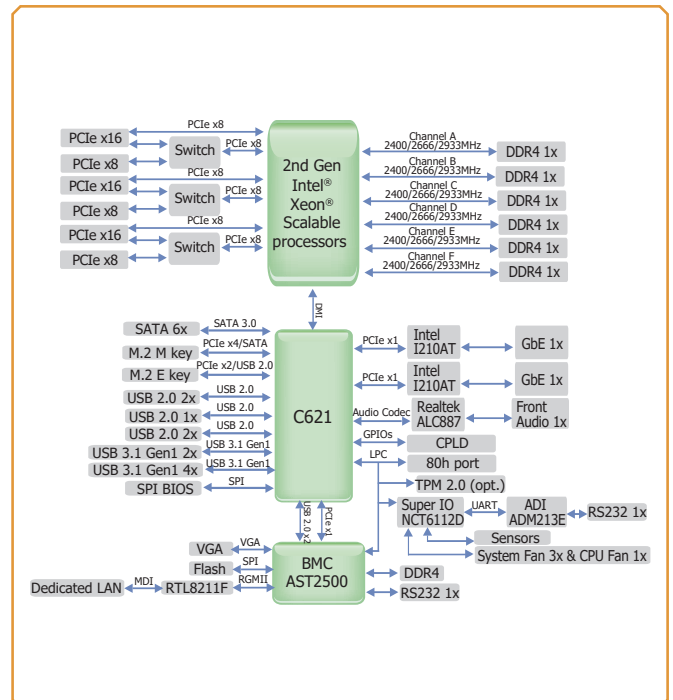 PCIe x8
PCIe x16
Switch
PCIe x8
PCIe x8
PCIe x8
PCIe x16
Switch
PCIe x8
PCIe x8
PCIe x8
PCIe x16
Switch
PCIe x8
PCIe x8
2nd Gen
Intel®
Xeon®
Scalable
processors
Channel A
2400/2666/2933MHz
DDR4 1x
Channel B
2400/2666/2933MHz
DDR4 1x
Channel C
2400/2666/2933MHz
DDR4 1x
Channel D
2400/2666/2933MHz
DDR4 1x
Channel E
2400/2666/2933MHz
DDR4 1x
Channel F
2400/2666/2933MHz
DDR4 1x
DMI
SATA 6x
SATA 3.0
M.2 M key
PCIe x4/SATA
M.2 E key
PCIe x2/USB 2.0
USB 2.0 2x
USB 2.0
USB 2.0 1x
USB 2.0
USB 2.0 2x
USB 2.0
USB 3.1 Gen1 2x
USB 3.1 Gen1
USB 3.1 Gen1 4x
USB 3.1 Gen1
SPI BIOS
SPI
C621
PCIe x1
Intel
I210AT
GbE 1x
PCIe x1
Intel
I210AT
GbE 1x
Audio Codec
Realtek
ALC887
Front
Audio 1x
GPIOs
CPLD
LPC
80h port
TPM 2.0 (opt.)
Super IO
NCT6112D
UART
ADI
ADM213E
RS232 1x
Sensors
System Fan 3x & CPU Fan 1x
USB 2.0 x2
PCIe x1
VGA
VGA
Flash
SPI
Dedicated LAN
MDI
RTL8211F
RGMII
BMC
AST2500
DDR4
RS232 1x